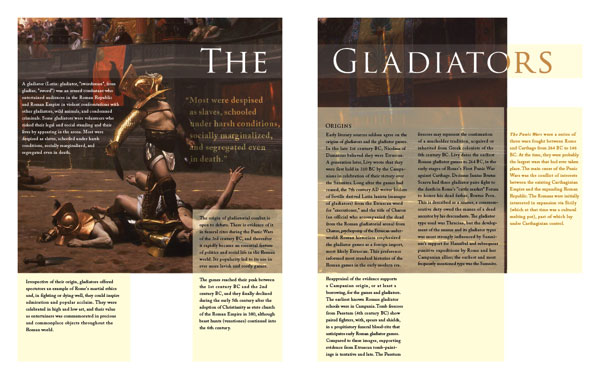 THE GLADIATORS
A gladiator (Latin: gladiator, "swordsman", from
gladius, "sword") was an armed combatant who
entertained audiences in the Roman Republic
and Roman Empire in violent confrontations with
other gladiators, wild animals, and condemned
criminals. Some gladiators were volunteers who
risked their legal and social standing and their
lives by appearing in the arena. Most were
despised as slaves, schooled under harsh
conditions, socially marginalized, and
segregated even in death.
"Most were despised
as slaves, schooled
under harsh conditions,
socially marginalized,
and segregated even
in death."
Irrespective of their origin, gladiators offered
spectators an example of Rome's martial ethics
and, in fighting or dying well, they could inspire
admiration and popular acclaim. They were
celebrated in high and low art, and their value
as entertainers was commemorated in precious
and commonplace objects throughout the
Roman world.
The origin of gladiatorial combat is
open to debate. There is evidence of it
in funeral rites during the Punic Wars
of the 3rd century BC, and thereafter
it rapidly became an essential feature
of politics and social life in the Roman
world. Its popularity led to its use in
ever more lavish and costly games.
The games reached their peak between
the 1st century BC and the 2nd
century AD, and they finally declined
during the early 5th century after the
adoption of Christianity as state church
of the Roman Empire in 380, although
beast hunts (venationes) continued into
the 6th century.
ORIGINS
Early literary sources seldom agree on the
origins of gladiators and the gladiator games.
In the late 1st century BC, Nicolaus of
Damascus believed they were Etruscan.
A generation later, Livy wrote that they
were first held in 310 BC by the Campa-
nians in celebration of their victory over
the Samnites. Long after the games had
ceased, the 7th century AD writer Isidore
of Seville derived Latin lanista (manager
of gladiators) from the Etruscan word
for "executioner," and the title of Charon
(an official who accompanied the dead
from the Roman gladiatorial arena) from
Charun, psychopomp of the Etruscan under-
world. Roman historians emphasized
the gladiator games as a foreign import,
most likely Etruscan. This preference
informed most standard histories of the
Roman games in the early modern era.
Reappraisal of the evidence supports
a Campanian origin, or at least a
borrowing, for the games and gladiators.
The earliest known Roman gladiator
schools were in Campania. Tomb frescoes
from Paestum (4th century BC) show
paired fighters, with, spears and shields,
in a propitiatory funeral blood-rite that
anticipates early Roman gladiator games.
Compared to these images, supporting
evidence from Etruscan tomb-paint-
ings is tentative and late. The Paestum
frescoes may represent the continuation
of a much older tradition, acquired or
inherited from Greek colonists of the
8th century BC. Livy dates the earliest
Roman gladiator games to 264 BC, in the
early stages of Rome's First Punic War
against Carthage. Decimus Junius Brutus
Scaeva had three gladiator pairs fight to
the death in Rome's "cattle market" Forum
to honor his dead father, Brutus Pera.
This is described as a munus, a commem-
orative duty owed the manes of a dead
ancestor by his descendants. The gladiator
type used was Thracian, but the develop-
ment of the munus and its gladiator types
was most strongly influenced by Samni-
um's support for Hannibal and subsequent
punitive expeditions by Rome and her
Campanian allies; the earliest and most
frequently mentioned type was the Samnite.
The Punic Wars were a series of
three wars fought between Rome
and Carthage from 264 BC to 146
BC. At the time, they were probably
the largest wars that had ever taken
place. The main cause of the Punic
Wars was the conflict of interests
between the existing Carthaginian
Empire and the expanding Roman
Republic. The Romans were initially
interested in expansion via Sicily
(which at that time was a cultural
melting pot), part of which lay
under Carthaginian control.